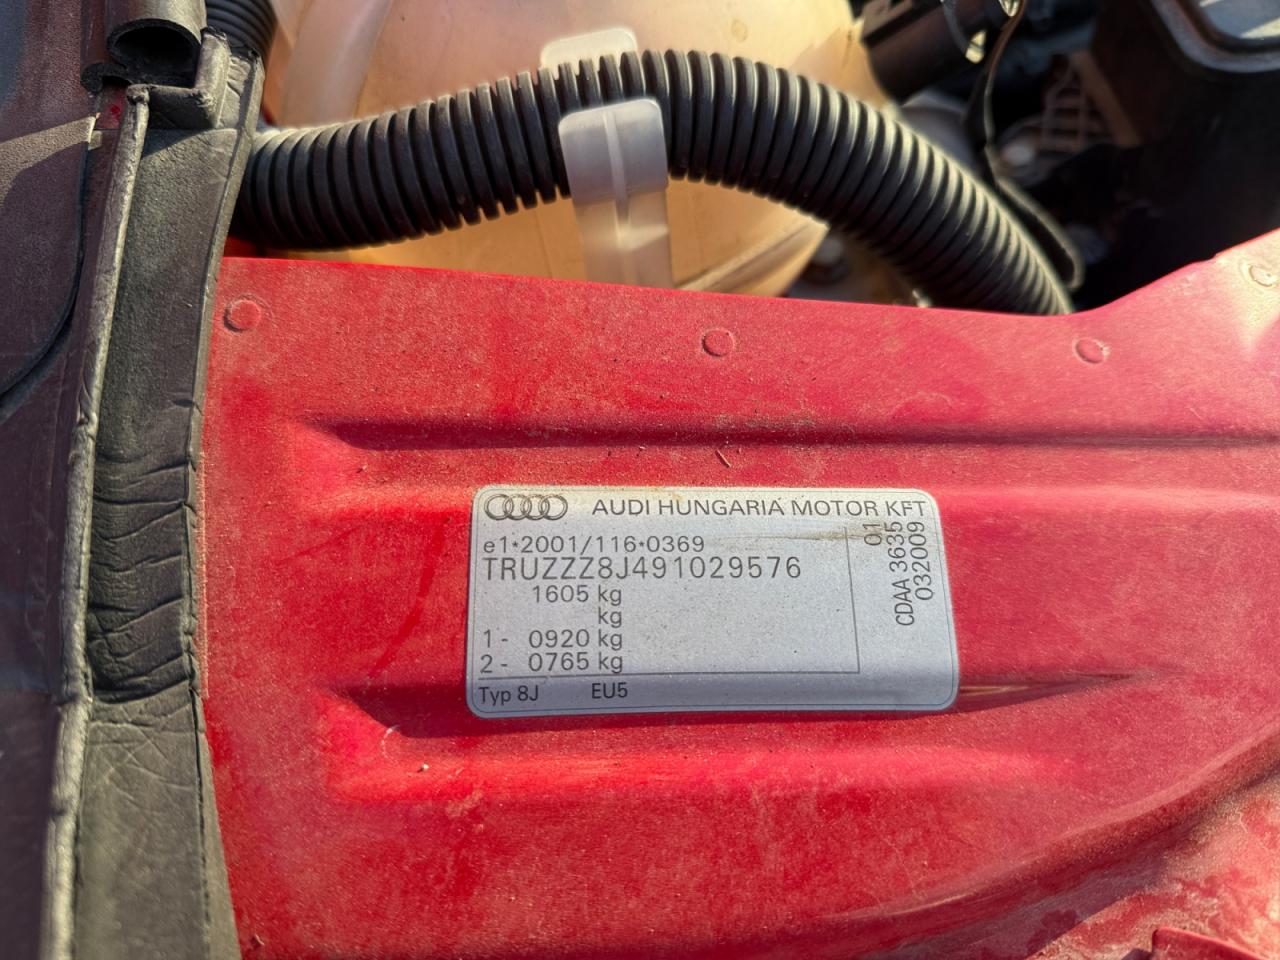 AUDI HUNGARIA MOTOR KFT
e1*2001/116*0369
TRUZZZ8J491029576
1605 kg
kg
1 - 0920 kg
2 - 0765 kg
Typ 8J EU5
01
CDAA 3635
032009